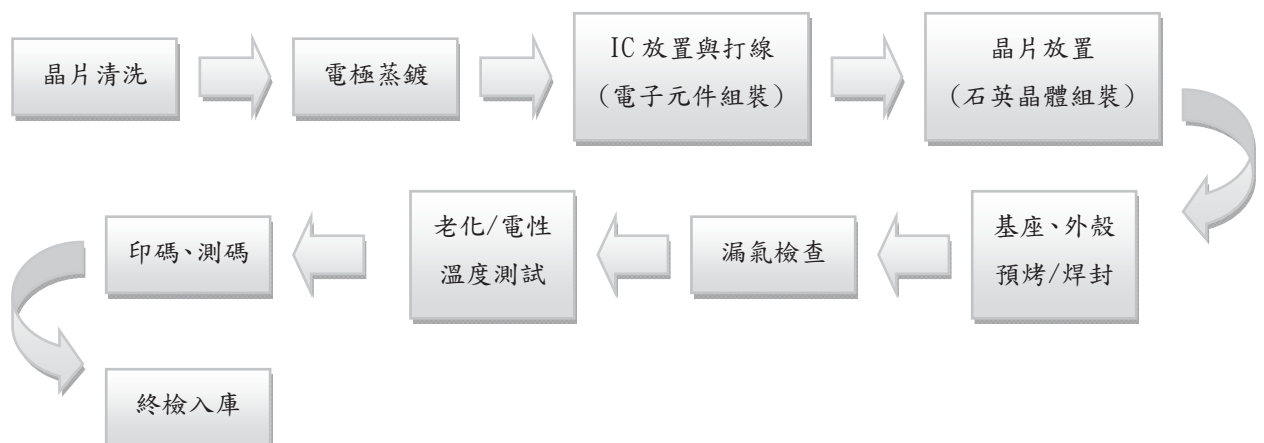 晶片清洗
電極蒸鍍
IC 放置與打線
(電子元件組裝)
晶片放置
(石英晶體組裝)
基座、外殼
預烤/焊封
漏氣檢查
老化/電性
溫度測試
印碼、測碼
終檢入庫